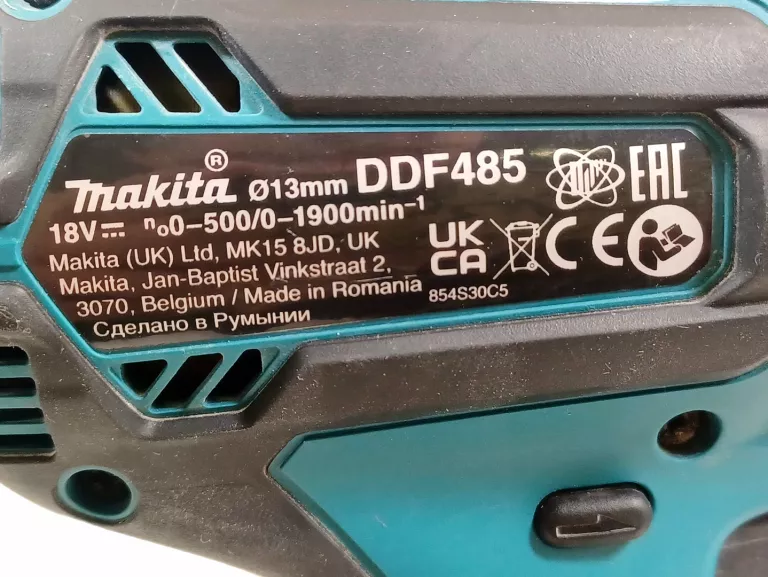 makita® Ø13mm DDF485 EAC
18V⎓ n₀0-500/0-1900min⁻¹
Makita (UK) Ltd, MK15 8JD, UK
UK CA CE
Makita, Jan-Baptist Vinkstraat 2,
3070, Belgium / Made in Romania 854S30C5
Сделано в Румынии